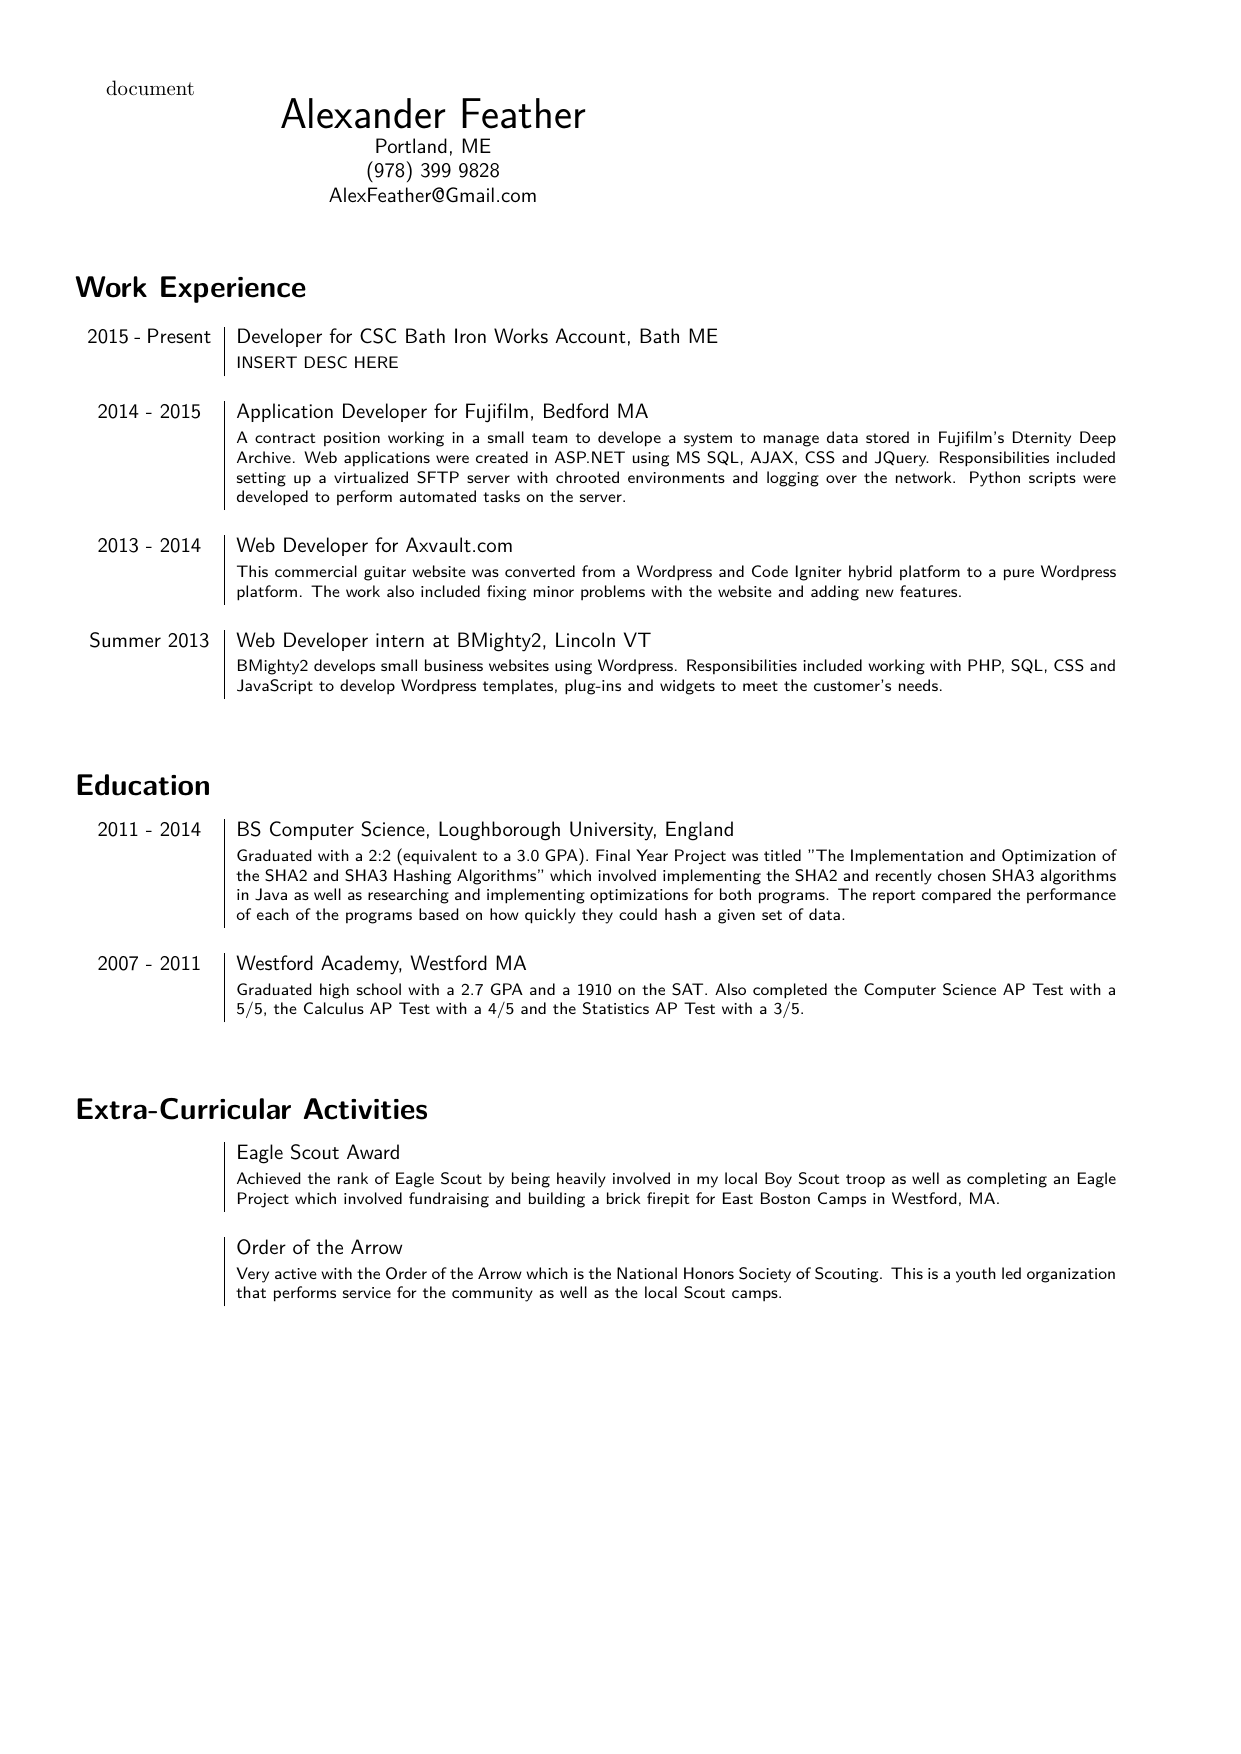 document
Alexander Feather
Portland, ME
(978) 399 9828
AlexFeather@Gmail.com
Work Experience
2015 - Present Developer for CSC Bath Iron Works Account, Bath ME
INSERT DESC HERE
2014 - 2015 Application Developer for Fujifilm, Bedford MA
A contract position working in a small team to develope a system to manage data stored in Fujifilm's Dternity Deep
Archive. Web applications were created in ASP.NET using MS SQL, AJAX, CSS and JQuery. Responsibilities included
setting up a virtualized SFTP server with chrooted environments and logging over the network. Python scripts were
developed to perform automated tasks on the server.
2013 - 2014 Web Developer for Axvault.com
This commercial guitar website was converted from a Wordpress and Code Igniter hybrid platform to a pure Wordpress
platform. The work also included fixing minor problems with the website and adding new features.
Summer 2013 Web Developer intern at BMighty2, Lincoln VT
BMighty2 develops small business websites using Wordpress. Responsibilities included working with PHP, SQL, CSS and
JavaScript to develop Wordpress templates, plug-ins and widgets to meet the customer's needs.
Education
2011 - 2014 BS Computer Science, Loughborough University, England
Graduated with a 2:2 (equivalent to a 3.0 GPA). Final Year Project was titled "The Implementation and Optimization of
the SHA2 and SHA3 Hashing Algorithms" which involved implementing the SHA2 and recently chosen SHA3 algorithms
in Java as well as researching and implementing optimizations for both programs. The report compared the performance
of each of the programs based on how quickly they could hash a given set of data.
2007 - 2011 Westford Academy, Westford MA
Graduated high school with a 2.7 GPA and a 1910 on the SAT. Also completed the Computer Science AP Test with a
5/5, the Calculus AP Test with a 4/5 and the Statistics AP Test with a 3/5.
Extra-Curricular Activities
Eagle Scout Award
Achieved the rank of Eagle Scout by being heavily involved in my local Boy Scout troop as well as completing an Eagle
Project which involved fundraising and building a brick firepit for East Boston Camps in Westford, MA.
Order of the Arrow
Very active with the Order of the Arrow which is the National Honors Society of Scouting. This is a youth led organization
that performs service for the community as well as the local Scout camps.